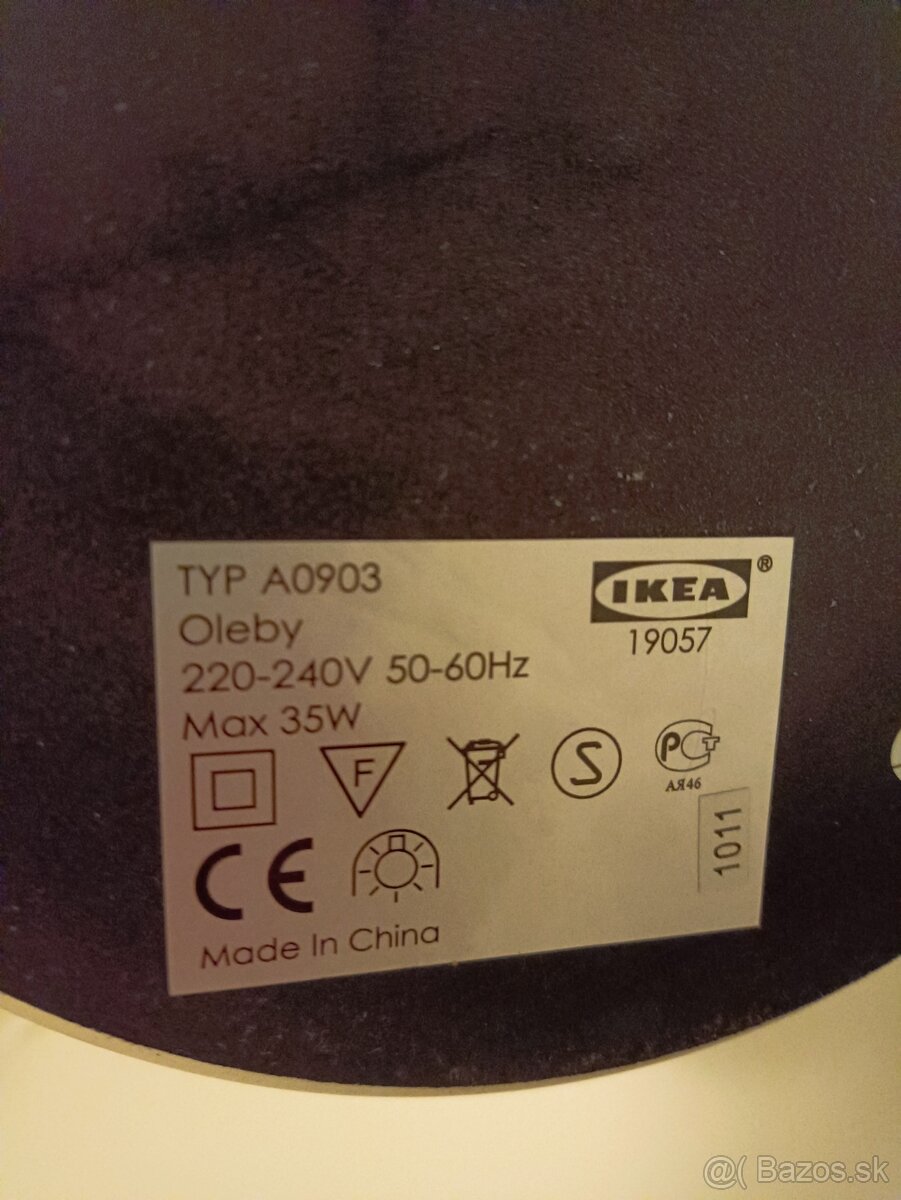 TYP A0903
Oleby
220-240V 50-60Hz
Max 35W
IKEA®
19057
F
S
PCT
АЯ46
CE
1011
Made In China
@( Bazos.sk